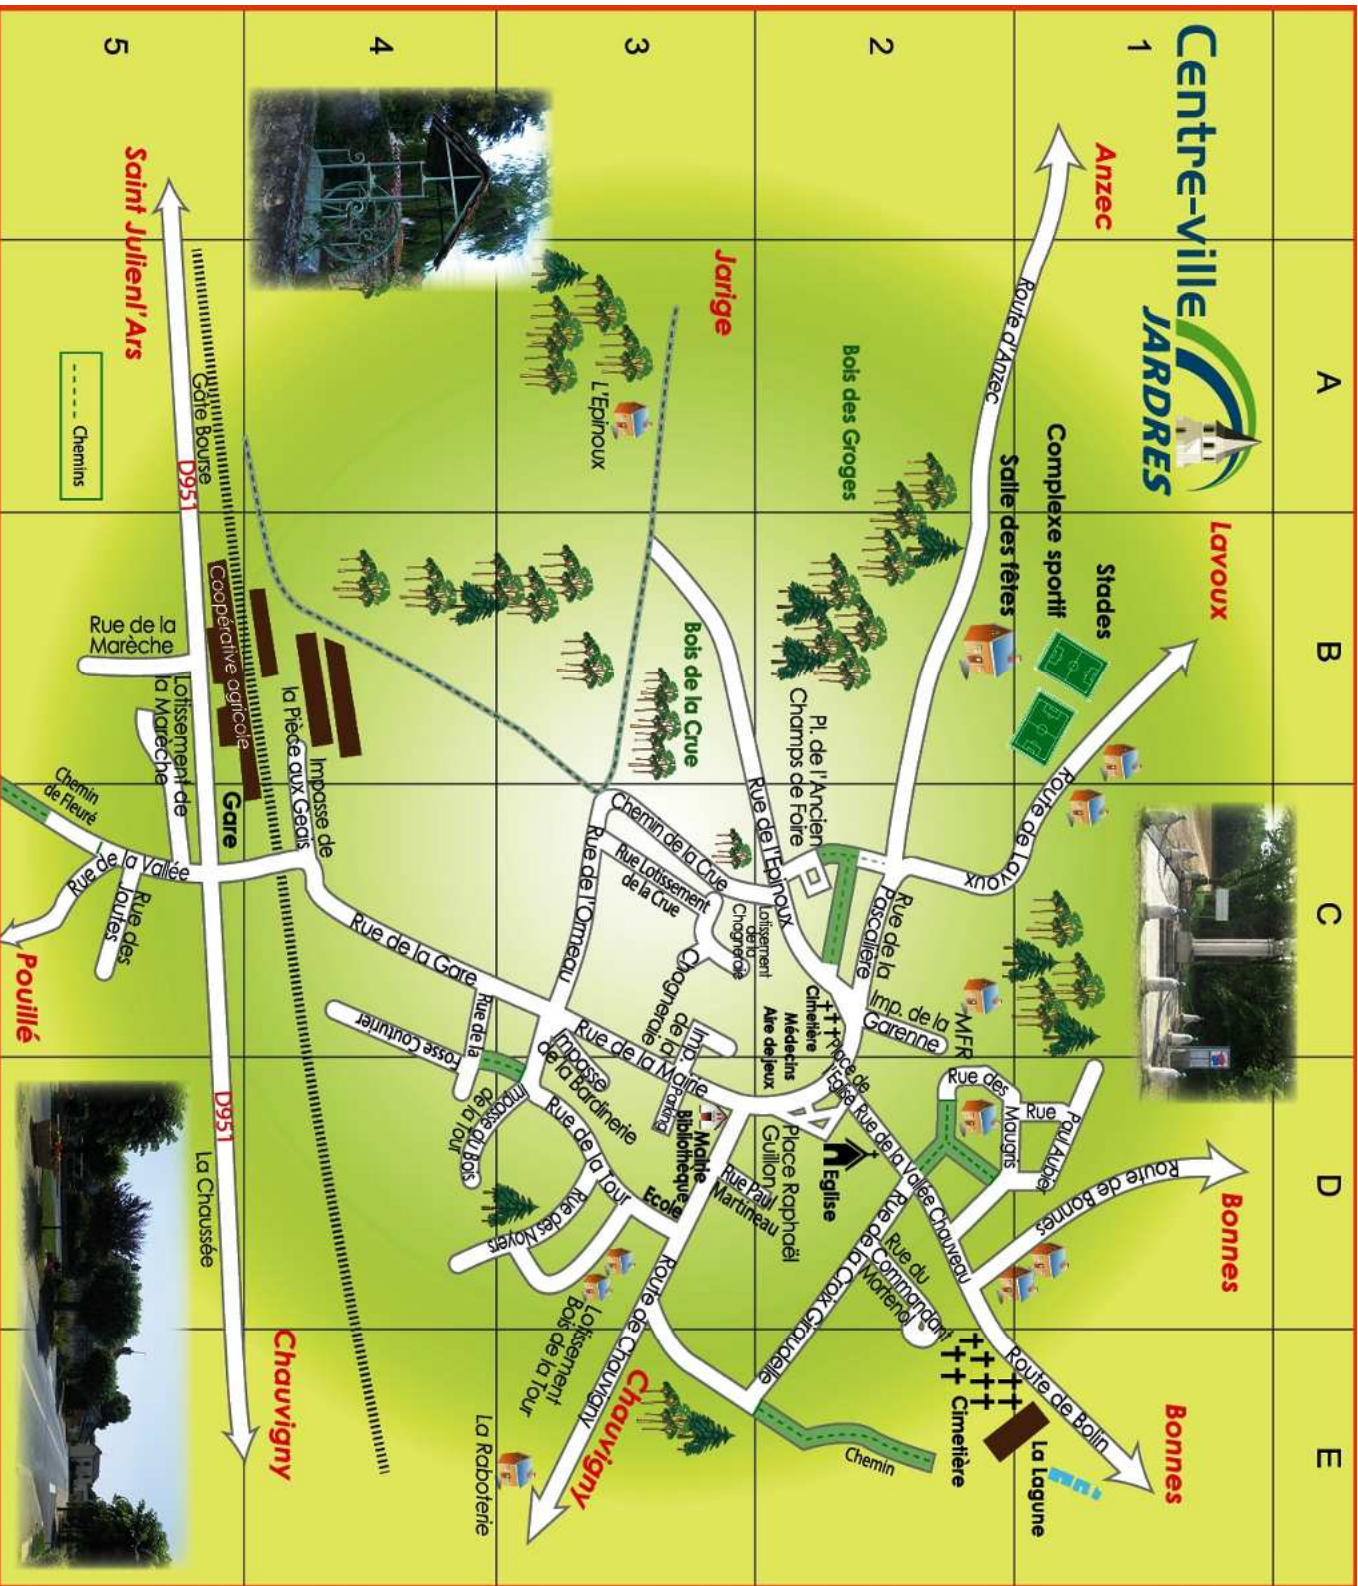 Centre-ville
JARDRES
A
B
C
D
E
1
2
3
4
5
Anzec
Lavoux
Bonnes
Bonnes
Jarige
Saint Julienl'Ars
Chauvigny
Chauvigny
Pouillé
Route d'Anzec
Stades
Complexe sportif
Salle des fêtes
Route de Lavoux
Bois des Groges
Pl. de l'Ancien
Champs de Foire
Rue de la
Pascalière
Imp. de la
Garenne
MFR
Rue des
Maugris
Rue
Paul Aubier
Route de Bonnes
Route de Bolin
La Lagune
Cimetière
Rue de la Vallée Chauveau
Rue du
Commandant
Mortenol
Rue de la Croix Giraudelle
Chemin
Place de
l'Eglise
Eglise
Cimetière
Médecins
Aire de jeux
Place Raphaël
Guillon
Rue Paul
Martineau
Mairie
Bibliothèque
Parking
Ecole
Rue de la Mairie
Imp.
de la
Chagneraie
Lotissement
de la
Chagneraie
Rue de l'Epinoux
Bois de la Crue
L'Epinoux
Chemin de la Crue
Rue Lotissement
de la Crue
Rue de l'Ormeau
Impasse
de la Bardinerie
Rue de la Tour
Impasse du Bois
de la Tour
Rue des Noyers
Lotissement
Bois de la Tour
Route de Chauvigny
La Raboterie
Rue de la Gare
Rue de la
Fosse Couturier
Impasse de
la Pièce aux Geais
Coopérative agricole
Gare
Gâte Bourse
D951
D951
La Chaussée
Rue de la
Marèche
Lotissement de
la Marèche
Chemin
de Fleuré
Rue de la Vallée
Rue des
Joutes
Chemins